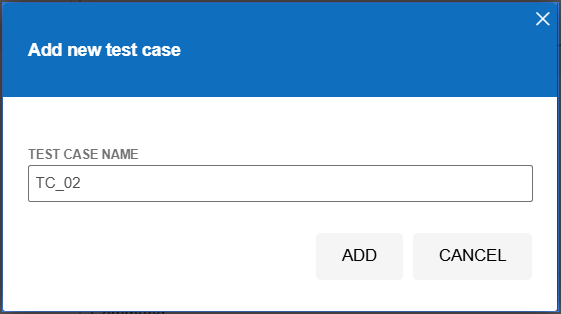 Add new test case
TEST CASE NAME
TC_02
ADD
CANCEL